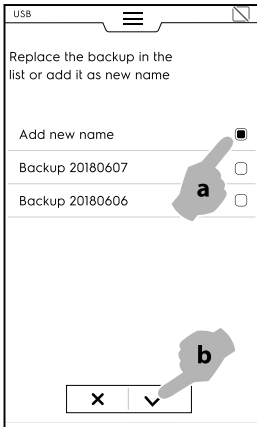 USB
Replace the backup in the
list or add it as new name
Add new name
a
Backup 20180607
Backup 20180606
b